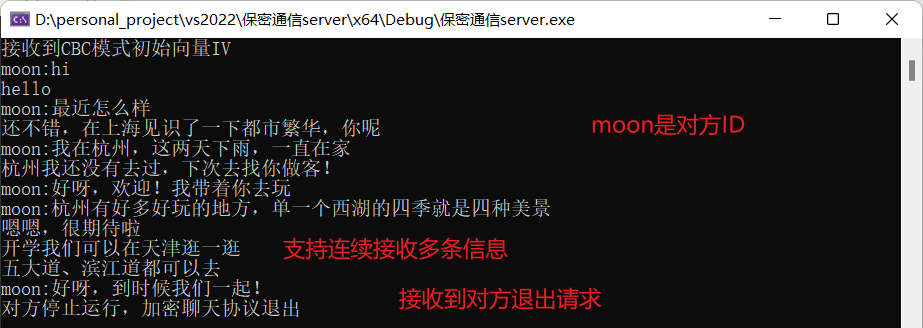 D:\personal_project\vs2022\保密通信server\x64\Debug\保密通信server.exe
接收到CBC模式初始向量IV
moon:hi
hello
moon:最近怎么样
还不错，在上海见识了一下都市繁华，你呢
moon是对方ID
moon:我在杭州，这两天下雨，一直在家
杭州我还没有去过，下次去找你做客！
moon:好呀，欢迎！我带着你去玩
moon:杭州有好多好玩的地方，单一个西湖的四季就是四种美景
嗯嗯，很期待啦
开学我们可以在天津逛一逛
支持连续接收多条信息
五大道、滨江道都可以去
moon:好呀，到时候我们一起！
接收到对方退出请求
对方停止运行，加密聊天协议退出